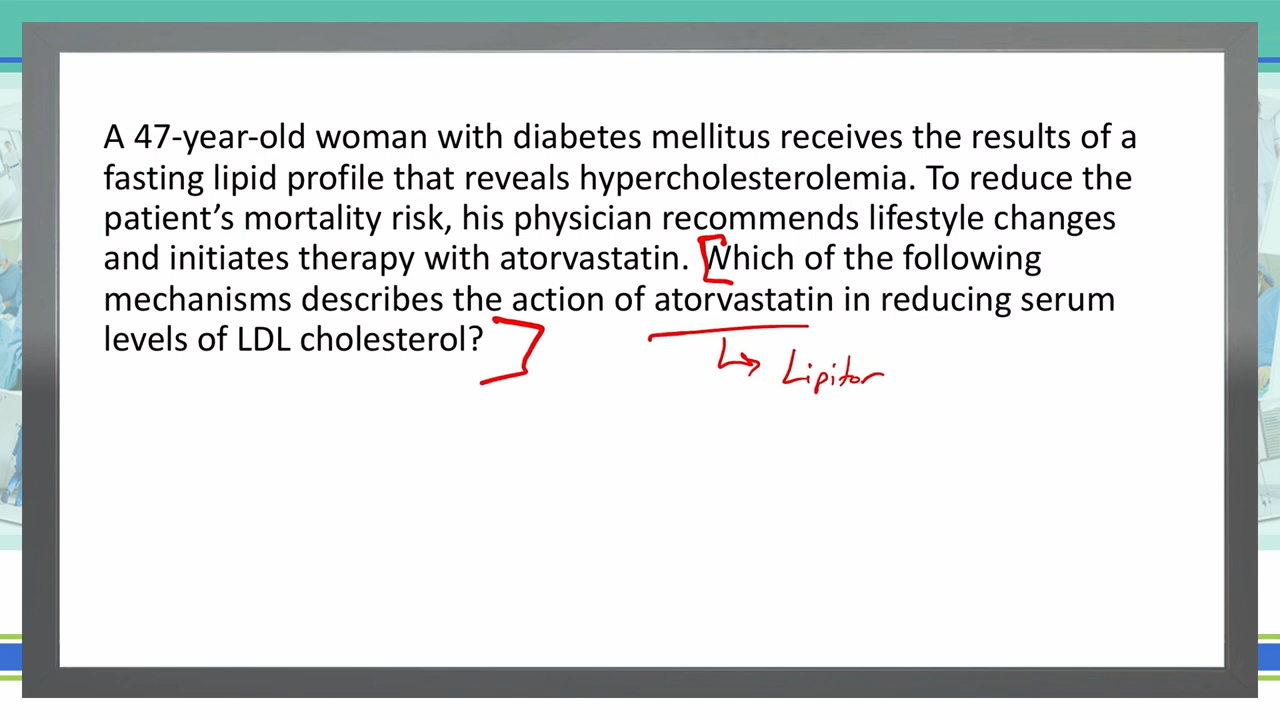 A 47-year-old woman with diabetes mellitus receives the results of a
fasting lipid profile that reveals hypercholesterolemia. To reduce the
patient’s mortality risk, his physician recommends lifestyle changes
and initiates therapy with atorvastatin. Which of the following
mechanisms describes the action of atorvastatin in reducing serum
levels of LDL cholesterol?
Lipitor